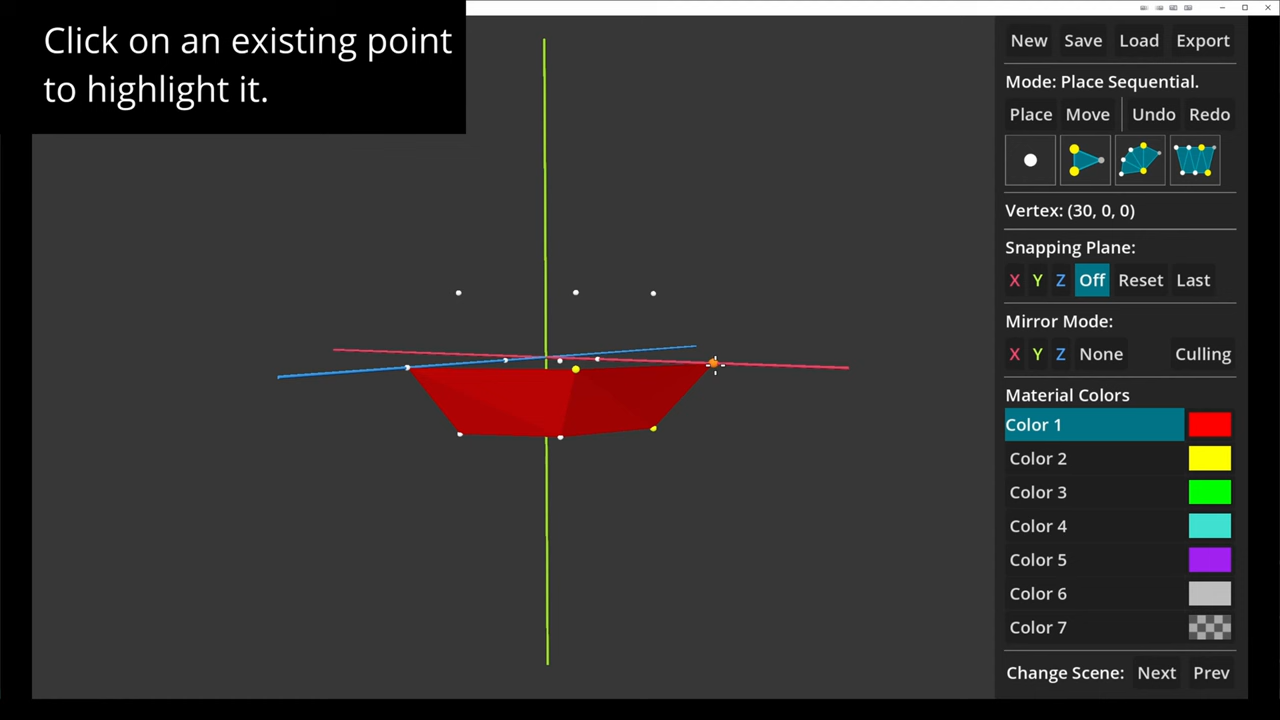 Click on an existing point
to highlight it.
New Save Load Export
Mode: Place Sequential.
Place Move Undo Redo
Vertex: (30, 0, 0)
Snapping Plane:
X Y Z Off Reset Last
Mirror Mode:
X Y Z None Culling
Material Colors
Color 1
Color 2
Color 3
Color 4
Color 5
Color 6
Color 7
Change Scene: Next Prev